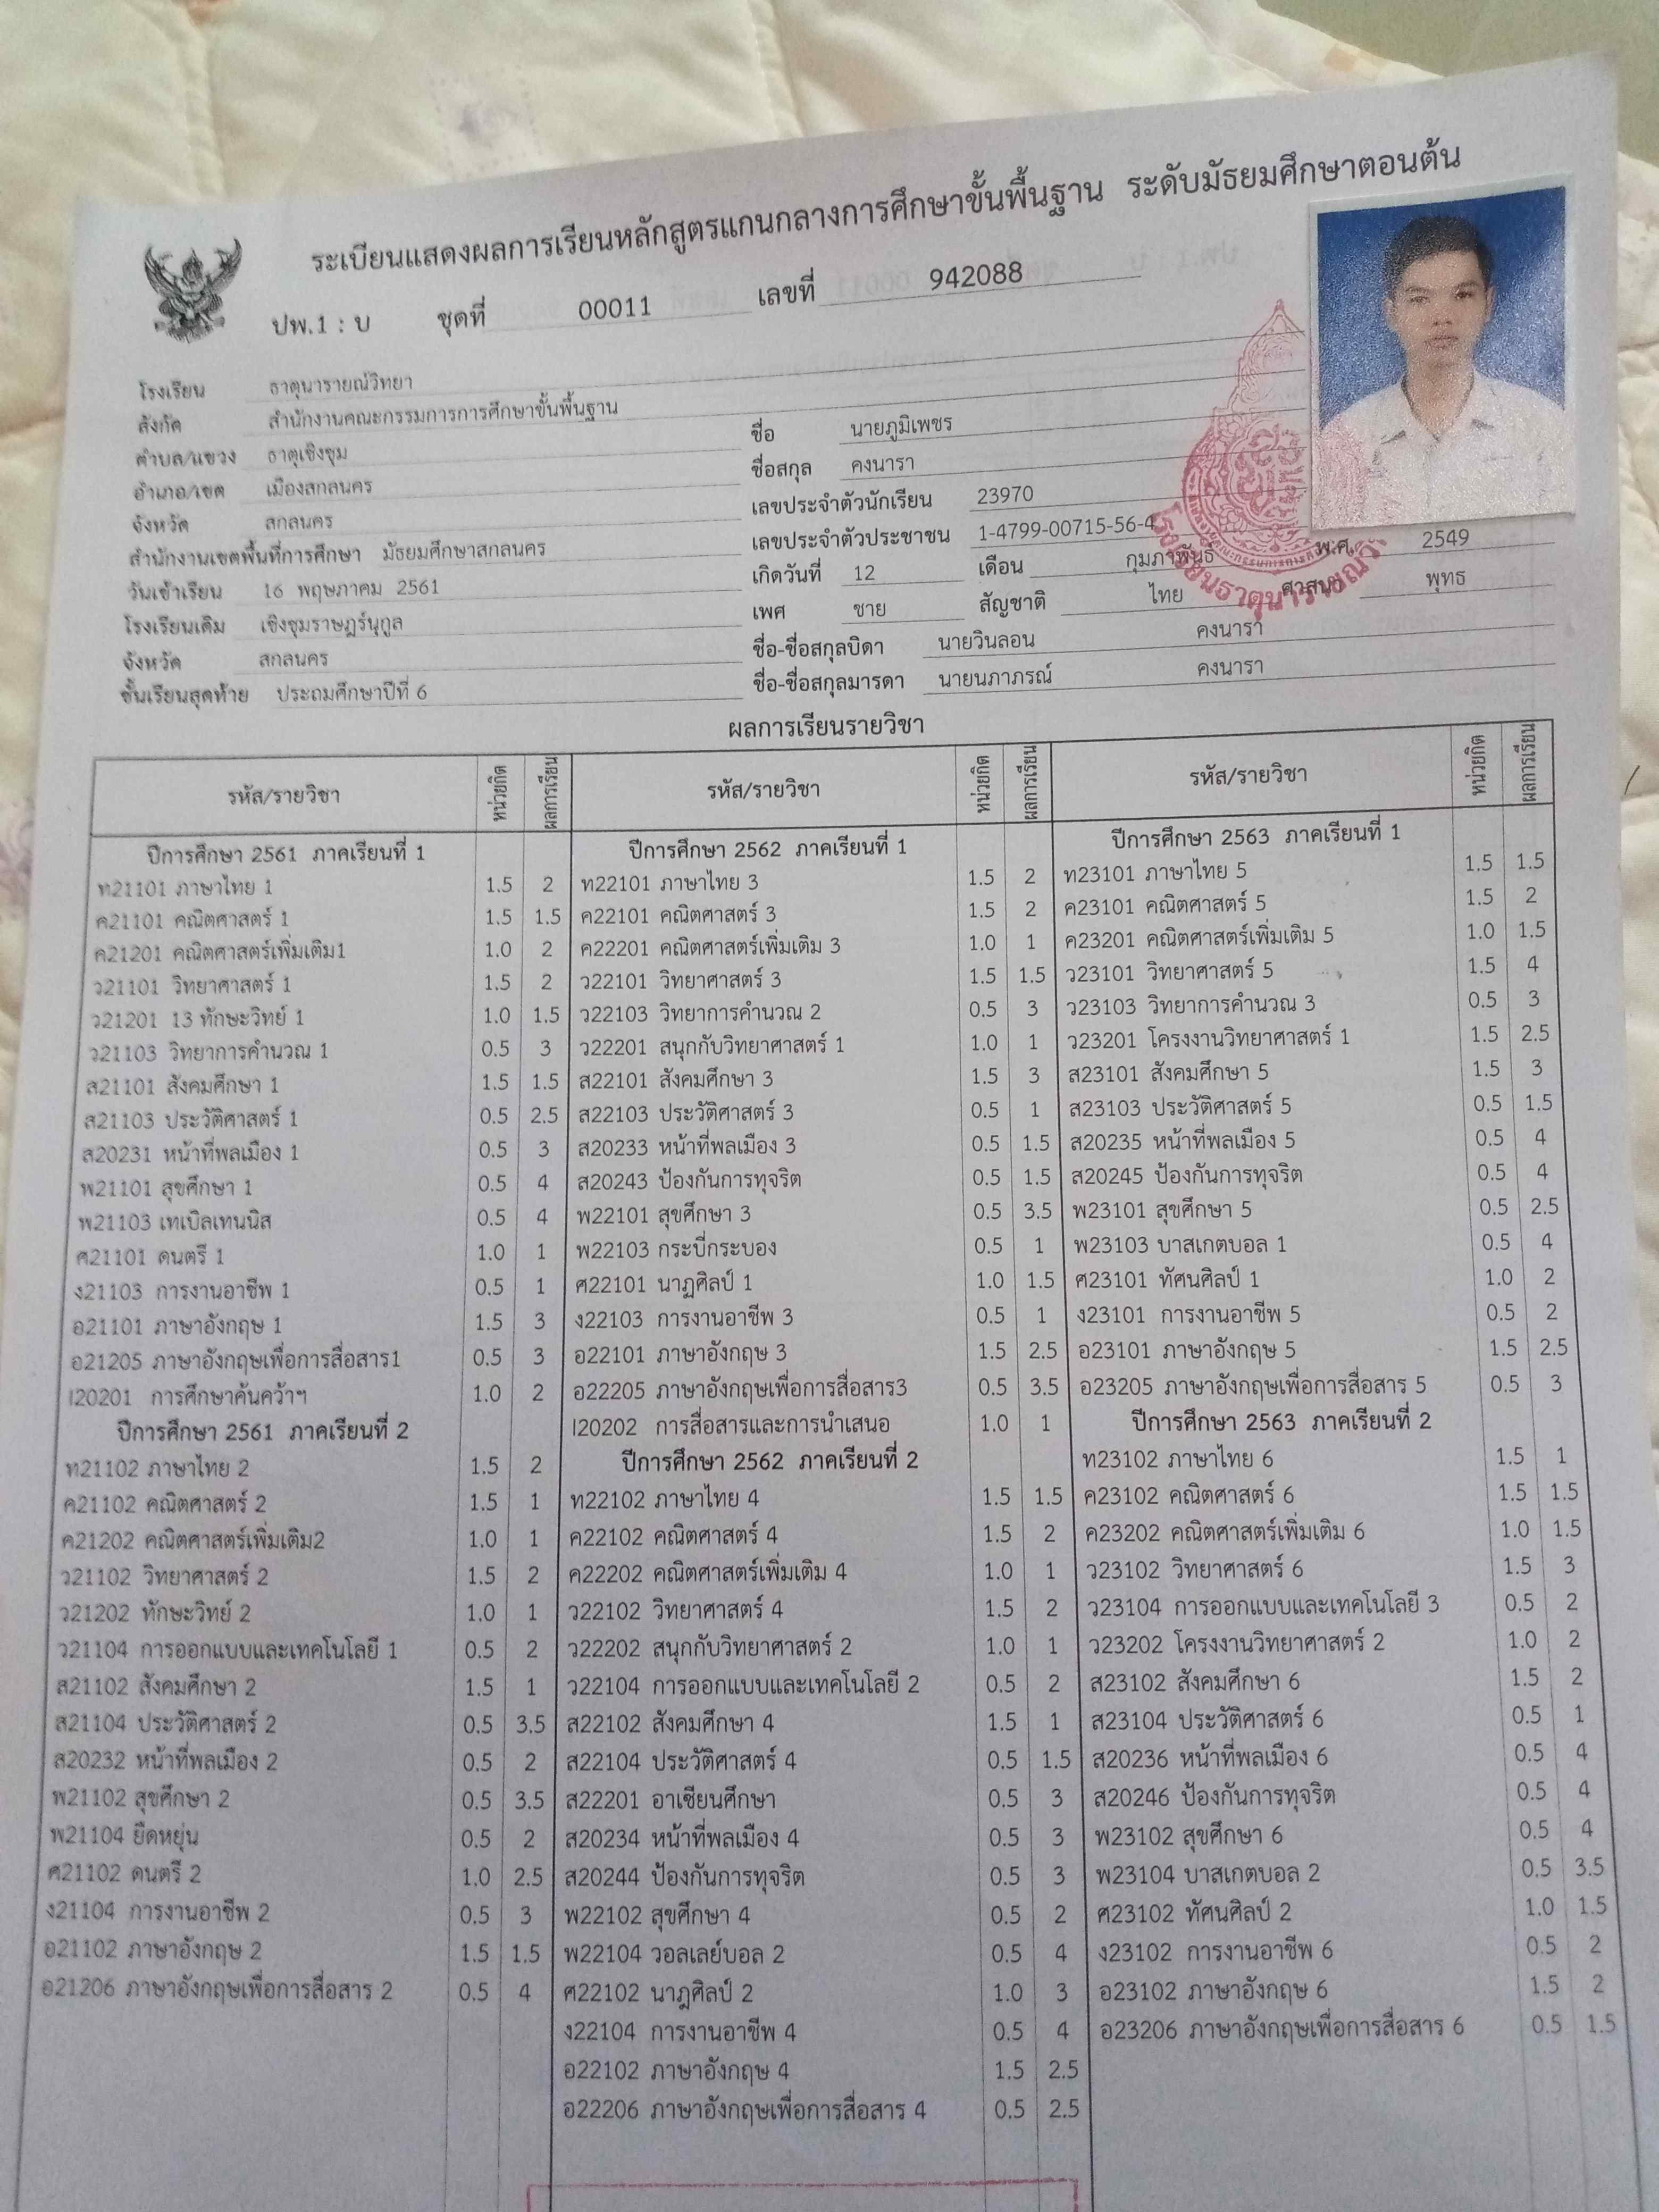 ระเบียนแสดงผลการเรียนหลักสูตรแกนกลางการศึกษาขั้นพื้นฐาน ระดับมัธยมศึกษาตอนต้น
ปพ.1 : บ ชุดที่ 00011 เลขที่ 942088
โรงเรียน ธาตุนารายณ์วิทยา
สังกัด สำนักงานคณะกรรมการการศึกษาขั้นพื้นฐาน
ตำบล/แขวง ธาตุเชิงชุม
อำเภอ/เขต เมืองสกลนคร
จังหวัด สกลนคร
สำนักงานเขตพื้นที่การศึกษา มัธยมศึกษาสกลนคร
วันเข้าเรียน 16 พฤษภาคม 2561
โรงเรียนเดิม เชิงชุมราษฎร์นุกูล
จังหวัด สกลนคร
ชั้นเรียนสุดท้าย ประถมศึกษาปีที่ 6
ชื่อ นายภูมิเพชร
ชื่อสกุล คงนารา
เลขประจำตัวนักเรียน 23970
เลขประจำตัวประชาชน 1-4799-00715-56-4
เกิดวันที่ 12 เดือน กุมภาพันธ์ พ.ศ. 2549
เพศ ชาย สัญชาติ ไทย ศาสนา พุทธ
ชื่อ-ชื่อสกุลบิดา นายวินลอน คงนารา
ชื่อ-ชื่อสกุลมารดา นายนภาภรณ์ คงนารา
ผลการเรียนรายวิชา
รหัส/รายวิชา หน่วยกิต ผลการเรียน
ปีการศึกษา 2561 ภาคเรียนที่ 1
ท21101 ภาษาไทย 1 1.5 2
ค21101 คณิตศาสตร์ 1 1.5 1.5
ค21201 คณิตศาสตร์เพิ่มเติม1 1.0 2
ว21101 วิทยาศาสตร์ 1 1.5 2
ว21201 13 ทักษะวิทย์ 1 1.0 1.5
ว21103 วิทยาการคำนวณ 1 0.5 3
ส21101 สังคมศึกษา 1 1.5 1.5
ส21103 ประวัติศาสตร์ 1 0.5 2.5
ส20231 หน้าที่พลเมือง 1 0.5 3
พ21101 สุขศึกษา 1 0.5 4
พ21103 เทเบิลเทนนิส 0.5 4
ศ21101 ดนตรี 1 1.0 1
ง21103 การงานอาชีพ 1 0.5 1
อ21101 ภาษาอังกฤษ 1 1.5 3
อ21205 ภาษาอังกฤษเพื่อการสื่อสาร1 0.5 3
I20201 การศึกษาค้นคว้าฯ 1.0 2
ปีการศึกษา 2561 ภาคเรียนที่ 2
ท21102 ภาษาไทย 2 1.5 2
ค21102 คณิตศาสตร์ 2 1.5 1
ค21202 คณิตศาสตร์เพิ่มเติม2 1.0 1
ว21102 วิทยาศาสตร์ 2 1.5 2
ว21202 ทักษะวิทย์ 2 1.0 1
ว21104 การออกแบบและเทคโนโลยี 1 0.5 2
ส21102 สังคมศึกษา 2 1.5 1
ส21104 ประวัติศาสตร์ 2 0.5 3.5
ส20232 หน้าที่พลเมือง 2 0.5 2
พ21102 สุขศึกษา 2 0.5 3.5
พ21104 ยืดหยุ่น 0.5 2
ศ21102 ดนตรี 2 1.0 2.5
ง21104 การงานอาชีพ 2 0.5 3
อ21102 ภาษาอังกฤษ 2 1.5 1.5
อ21206 ภาษาอังกฤษเพื่อการสื่อสาร 2 0.5 4
รหัส/รายวิชา หน่วยกิต ผลการเรียน
ปีการศึกษา 2562 ภาคเรียนที่ 1
ท22101 ภาษาไทย 3 1.5 2
ค22101 คณิตศาสตร์ 3 1.5 2
ค22201 คณิตศาสตร์เพิ่มเติม 3 1.0 1
ว22101 วิทยาศาสตร์ 3 1.5 1.5
ว22103 วิทยาการคำนวณ 2 0.5 3
ว22201 สนุกกับวิทยาศาสตร์ 1 1.0 1
ส22101 สังคมศึกษา 3 1.5 3
ส22103 ประวัติศาสตร์ 3 0.5 1
ส20233 หน้าที่พลเมือง 3 0.5 1.5
ส20243 ป้องกันการทุจริต 0.5 1.5
พ22101 สุขศึกษา 3 0.5 3.5
พ22103 กระบี่กระบอง 0.5 1
ศ22101 นาฏศิลป์ 1 1.0 1.5
ง22103 การงานอาชีพ 3 0.5 1
อ22101 ภาษาอังกฤษ 3 1.5 2.5
อ22205 ภาษาอังกฤษเพื่อการสื่อสาร3 0.5 3.5
I20202 การสื่อสารและการนำเสนอ 1.0 1
ปีการศึกษา 2562 ภาคเรียนที่ 2
ท22102 ภาษาไทย 4 1.5 1.5
ค22102 คณิตศาสตร์ 4 1.5 2
ค22202 คณิตศาสตร์เพิ่มเติม 4 1.0 1
ว22102 วิทยาศาสตร์ 4 1.5 2
ว22202 สนุกกับวิทยาศาสตร์ 2 1.0 1
ว22104 การออกแบบและเทคโนโลยี 2 0.5 2
ส22102 สังคมศึกษา 4 1.5 1
ส22104 ประวัติศาสตร์ 4 0.5 1.5
ส22201 อาเซียนศึกษา 0.5 3
ส20234 หน้าที่พลเมือง 4 0.5 3
ส20244 ป้องกันการทุจริต 0.5 3
พ22102 สุขศึกษา 4 0.5 2
พ22104 วอลเลย์บอล 2 0.5 4
ศ22102 นาฎศิลป์ 2 1.0 3
ง22104 การงานอาชีพ 4 0.5 4
อ22102 ภาษาอังกฤษ 4 1.5 2.5
อ22206 ภาษาอังกฤษเพื่อการสื่อสาร 4 0.5 2.5
รหัส/รายวิชา หน่วยกิต ผลการเรียน
ปีการศึกษา 2563 ภาคเรียนที่ 1
ท23101 ภาษาไทย 5 1.5 1.5
ค23101 คณิตศาสตร์ 5 1.5 2
ค23201 คณิตศาสตร์เพิ่มเติม 5 1.0 1.5
ว23101 วิทยาศาสตร์ 5 1.5 4
ว23103 วิทยาการคำนวณ 3 0.5 3
ว23201 โครงงานวิทยาศาสตร์ 1 1.5 2.5
ส23101 สังคมศึกษา 5 1.5 3
ส23103 ประวัติศาสตร์ 5 0.5 1.5
ส20235 หน้าที่พลเมือง 5 0.5 4
ส20245 ป้องกันการทุจริต 0.5 4
พ23101 สุขศึกษา 5 0.5 2.5
พ23103 บาสเกตบอล 1 0.5 4
ศ23101 ทัศนศิลป์ 1 1.0 2
ง23101 การงานอาชีพ 5 0.5 2
อ23101 ภาษาอังกฤษ 5 1.5 2.5
อ23205 ภาษาอังกฤษเพื่อการสื่อสาร 5 0.5 3
ปีการศึกษา 2563 ภาคเรียนที่ 2
ท23102 ภาษาไทย 6 1.5 1
ค23102 คณิตศาสตร์ 6 1.5 1.5
ค23202 คณิตศาสตร์เพิ่มเติม 6 1.0 1.5
ว23102 วิทยาศาสตร์ 6 1.5 3
ว23104 การออกแบบและเทคโนโลยี 3 0.5 2
ว23202 โครงงานวิทยาศาสตร์ 2 1.0 2
ส23102 สังคมศึกษา 6 1.5 2
ส23104 ประวัติศาสตร์ 6 0.5 1
ส20236 หน้าที่พลเมือง 6 0.5 4
ส20246 ป้องกันการทุจริต 0.5 4
พ23102 สุขศึกษา 6 0.5 4
พ23104 บาสเกตบอล 2 0.5 3.5
ศ23102 ทัศนศิลป์ 2 1.0 1.5
ง23102 การงานอาชีพ 6 0.5 2
อ23102 ภาษาอังกฤษ 6 1.5 2
อ23206 ภาษาอังกฤษเพื่อการสื่อสาร 6 0.5 1.5